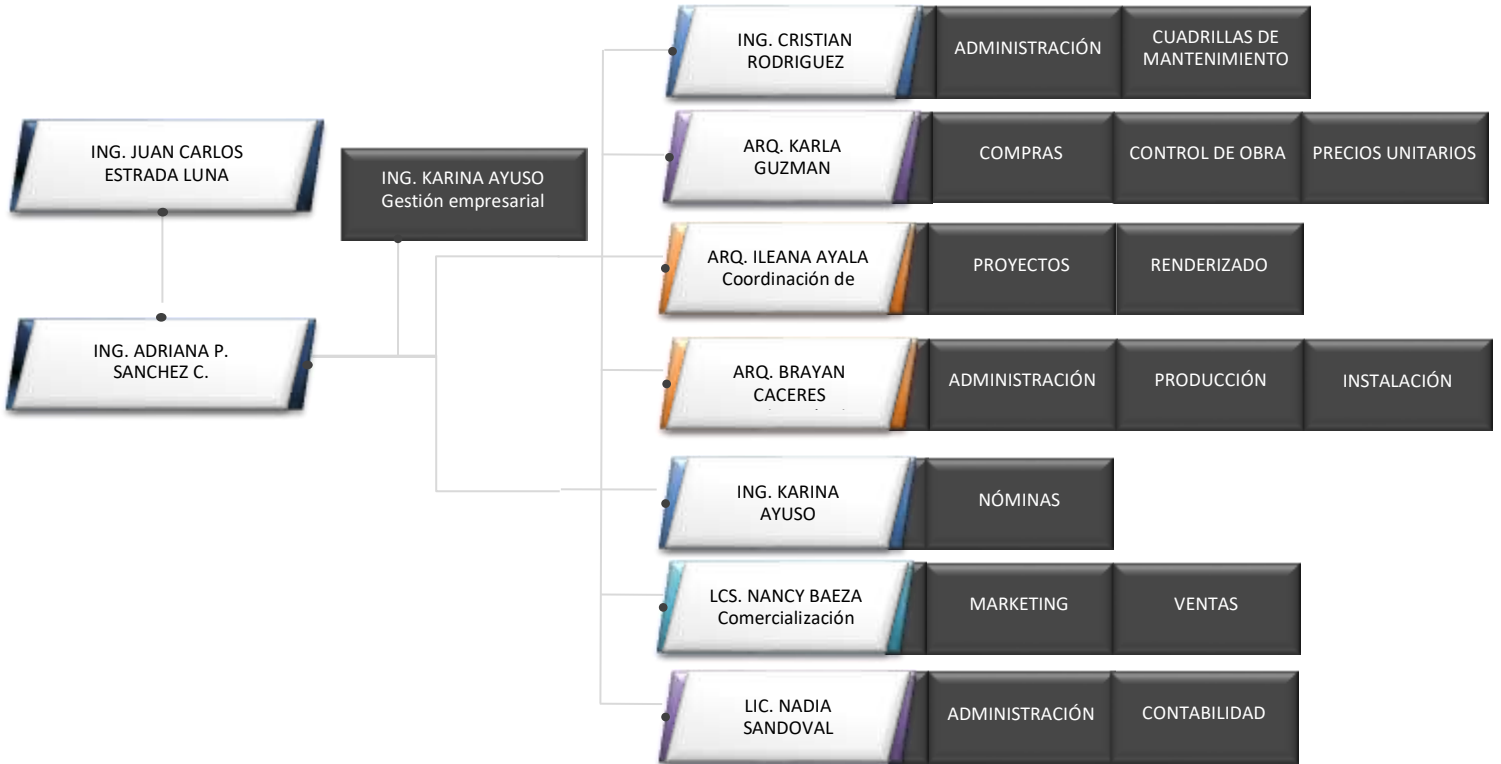 ING. JUAN CARLOS
ESTRADA LUNA
ING. ADRIANA P.
SANCHEZ C.
ING. KARINA AYUSO
Gestión empresarial
ING. CRISTIAN
RODRIGUEZ
ADMINISTRACIÓN
CUADRILLAS DE
MANTENIMIENTO
ARQ. KARLA
GUZMAN
COMPRAS
CONTROL DE OBRA
PRECIOS UNITARIOS
ARQ. ILEANA AYALA
Coordinación de
PROYECTOS
RENDERIZADO
ARQ. BRAYAN
CACERES
ADMINISTRACIÓN
PRODUCCIÓN
INSTALACIÓN
ING. KARINA
AYUSO
NÓMINAS
LCS. NANCY BAEZA
Comercialización
MARKETING
VENTAS
LIC. NADIA
SANDOVAL
ADMINISTRACIÓN
CONTABILIDAD